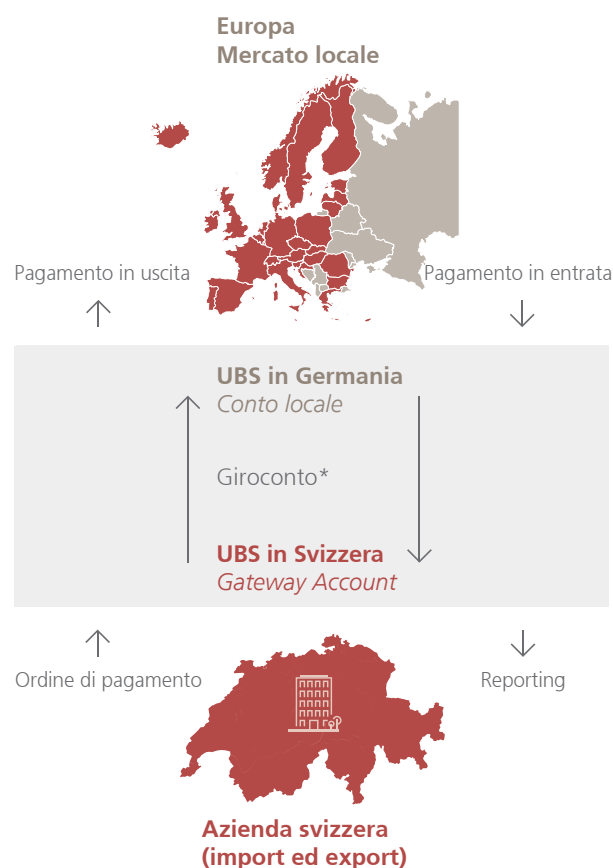 Europa
Mercato locale
Pagamento in uscita
Pagamento in entrata
UBS in Germania
Conto locale
Giroconto*
UBS in Svizzera
Gateway Account
Ordine di pagamento
Reporting
Azienda svizzera
(import ed export)